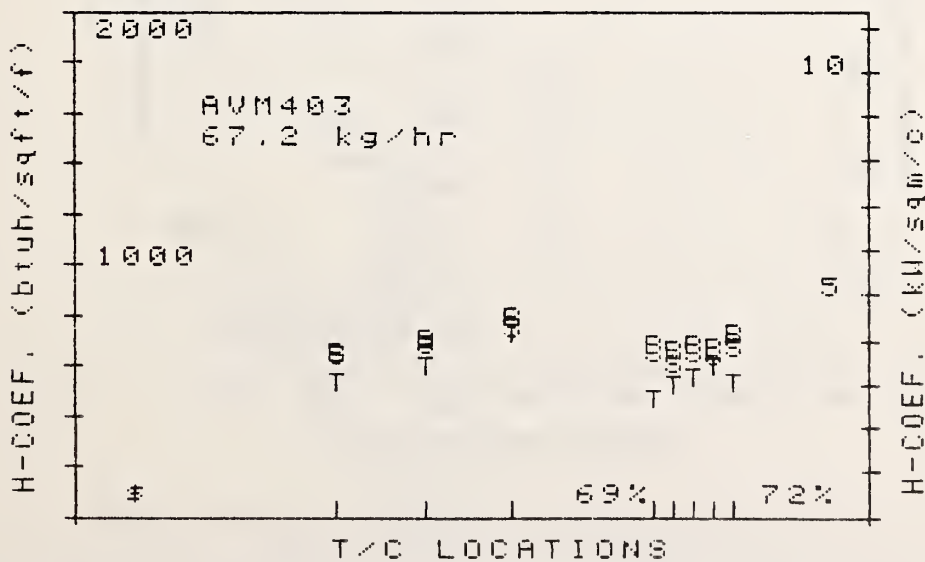 2000
10
AVM403
67.2 kg/hr
H-COEF. (btuh/sqft/f)
H-COEF. (kW/sqm/c)
1000
5
69% 72%
T/C LOCATIONS